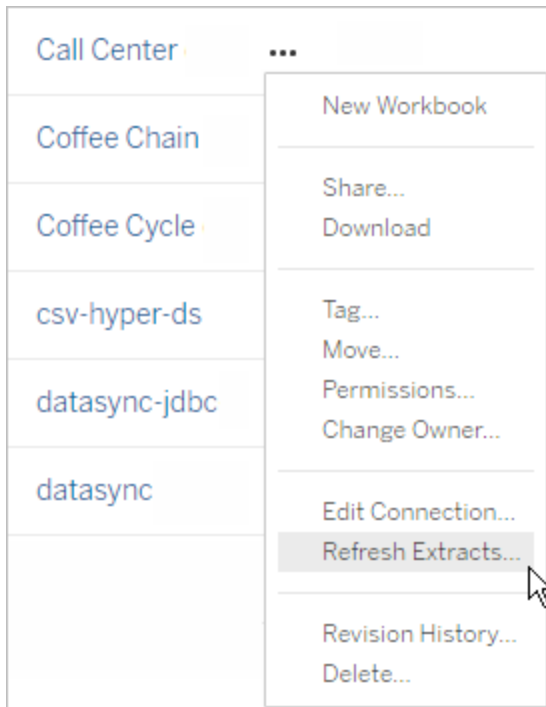 Call Center
•••
New Workbook
Coffee Chain
Share...
Download
Coffee Cycle
csv-hyper-ds
Tag...
Move...
Permissions...
Change Owner...
datasync-jdbc
datasync
Edit Connection...
Refresh Extracts...
Revision History...
Delete...